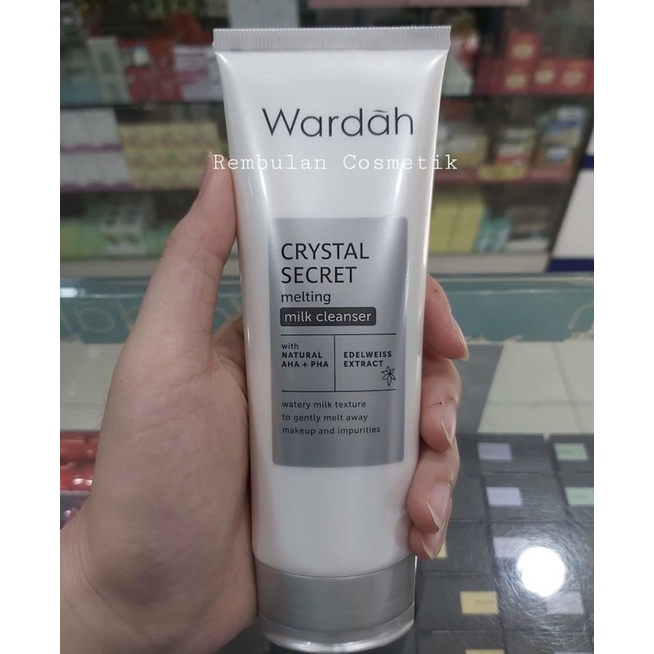 Wardah
Rembulan Cosmetik
CRYSTAL
SECRET
melting
milk cleanser
with
NATURAL
AHA + PHA
EDELWEISS
EXTRACT
watery milk texture
to gently melt away
makeup and impurities